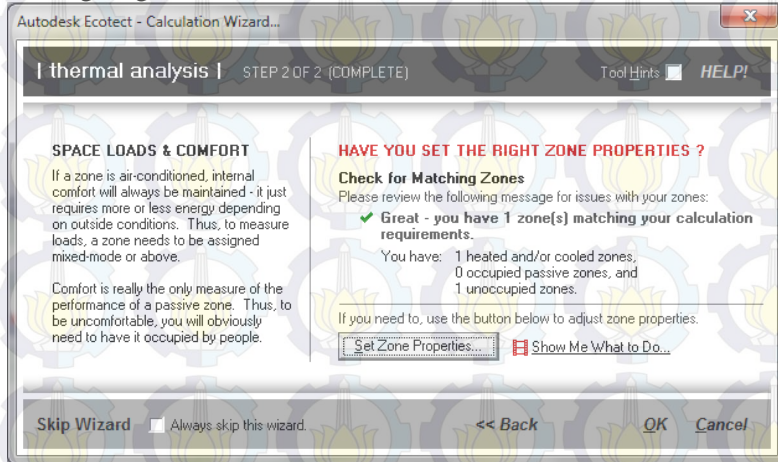 Autodesk Ecotect - Calculation Wizard...
| thermal analysis | STEP 2 OF 2 (COMPLETE) Tool Hints HELP!
SPACE LOADS & COMFORT
If a zone is air-conditioned, internal
comfort will always be maintained - it just
requires more or less energy depending
on outside conditions. Thus, to measure
loads, a zone needs to be assigned
mixed-mode or above.
Comfort is really the only measure of the
performance of a passive zone. Thus, to
be uncomfortable, you will obviously
need to have it occupied by people.
HAVE YOU SET THE RIGHT ZONE PROPERTIES ?
Check for Matching Zones
Please review the following message for issues with your zones:
Great - you have 1 zone(s) matching your calculation
requirements.
You have: 1 heated and/or cooled zones,
0 occupied passive zones, and
1 unoccupied zones.
If you need to, use the button below to adjust zone properties.
Set Zone Properties... Show Me What to Do...
Skip Wizard Always skip this wizard. << Back OK Cancel